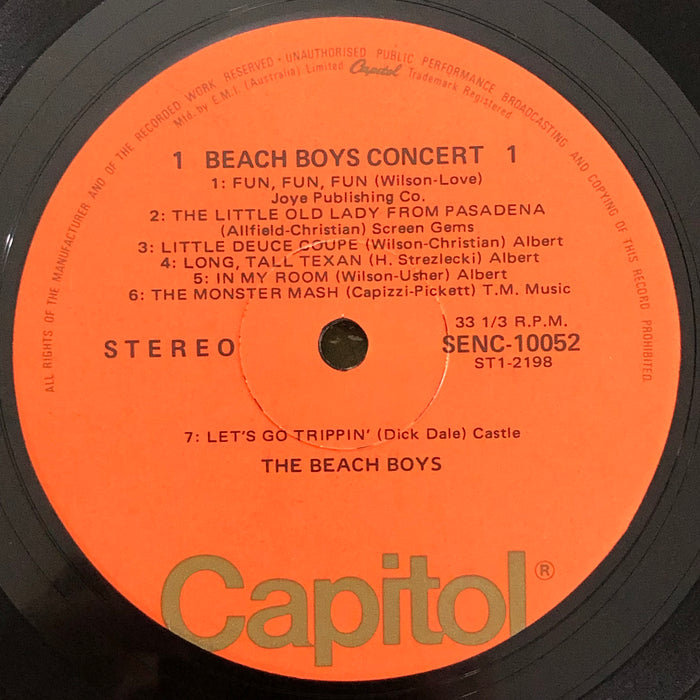 ALL RIGHTS OF THE MANUFACTURER AND OF THE RECORDED WORK RESERVED • UNAUTHORISED PUBLIC PERFORMANCE BROADCASTING AND COPYING OF THIS RECORD PROHIBITED.
Mfd. by E.M.I. (Australia) Limited Capitol Trademark Registered
1 BEACH BOYS CONCERT 1
1: FUN, FUN, FUN (Wilson-Love)
Joye Publishing Co.
2: THE LITTLE OLD LADY FROM PASADENA
(Allfield-Christian) Screen Gems
3: LITTLE DEUCE COUPE (Wilson-Christian) Albert
4: LONG, TALL TEXAN (H. Strezlecki) Albert
5: IN MY ROOM (Wilson-Usher) Albert
6: THE MONSTER MASH (Capizzi-Pickett) T.M. Music
33 1/3 R.P.M.
STEREO SENC-10052
ST1-2198
7: LET'S GO TRIPPIN' (Dick Dale) Castle
THE BEACH BOYS
Capitol®